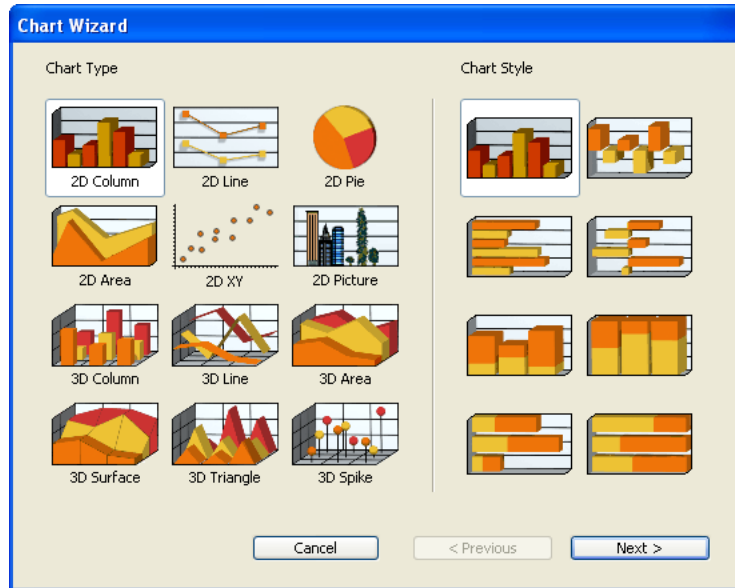 Chart Wizard
Chart Type
Chart Style
2D Column
2D Line
2D Pie
2D Area
2D XY
2D Picture
3D Column
3D Line
3D Area
3D Surface
3D Triangle
3D Spike
Cancel
< Previous
Next >